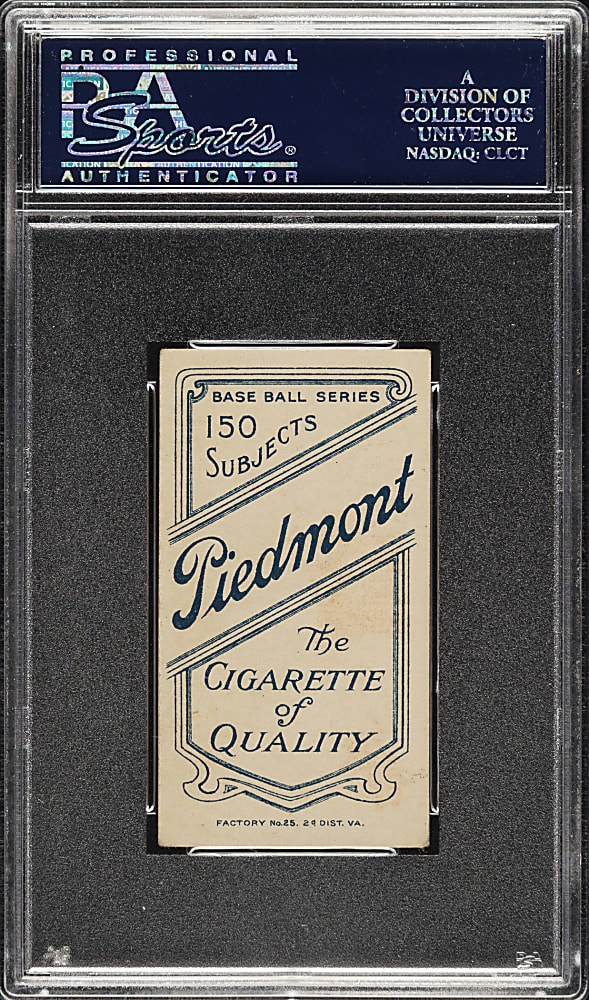 PROFESSIONAL
PSA
Sports®
AUTHENTICATOR
A
DIVISION OF
COLLECTORS
UNIVERSE
NASDAQ: CLCT
BASE BALL SERIES
150
SUBJECTS
Piedmont
The
CIGARETTE
of
QUALITY
FACTORY No.25. 2d DIST. VA.